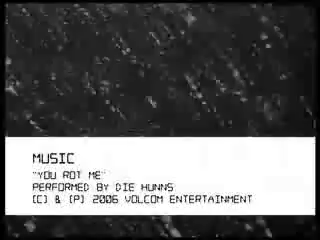 MUSIC
"YOU ROT ME"
PERFORMED BY DIE HUNNS
(C) & (P) 2006 VOLCOM ENTERTAINMENT